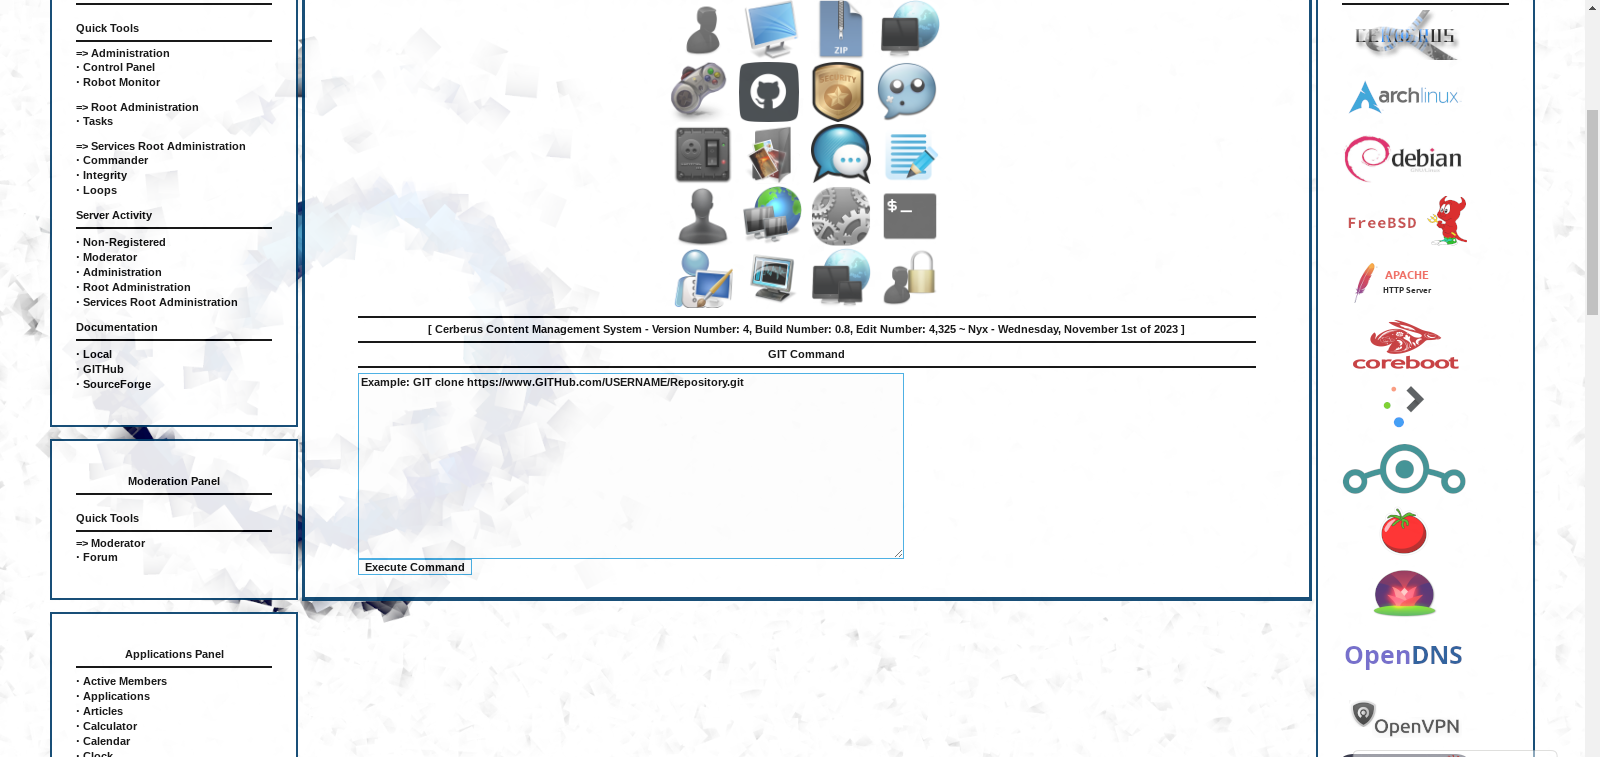 Quick Tools
=> Administration
· Control Panel
· Robot Monitor
=> Root Administration
· Tasks
=> Services Root Administration
· Commander
· Integrity
· Loops
Server Activity
· Non-Registered
· Moderator
· Administration
· Root Administration
· Services Root Administration
Documentation
· Local
· GITHub
· SourceForge
Moderation Panel
Quick Tools
=> Moderator
· Forum
Applications Panel
· Active Members
· Applications
· Articles
· Calculator
· Calendar
· Clock
ZIP
SECURITY
$_
[ Cerberus Content Management System - Version Number: 4, Build Number: 0.8, Edit Number: 4,325 ~ Nyx - Wednesday, November 1st of 2023 ]
GIT Command
Example: GIT clone https://www.GITHub.com/USERNAME/Repository.git
Execute Command
CERBERUS
archlinux
debian
FreeBSD
APACHE
HTTP Server
coreboot
OpenDNS
OpenVPN